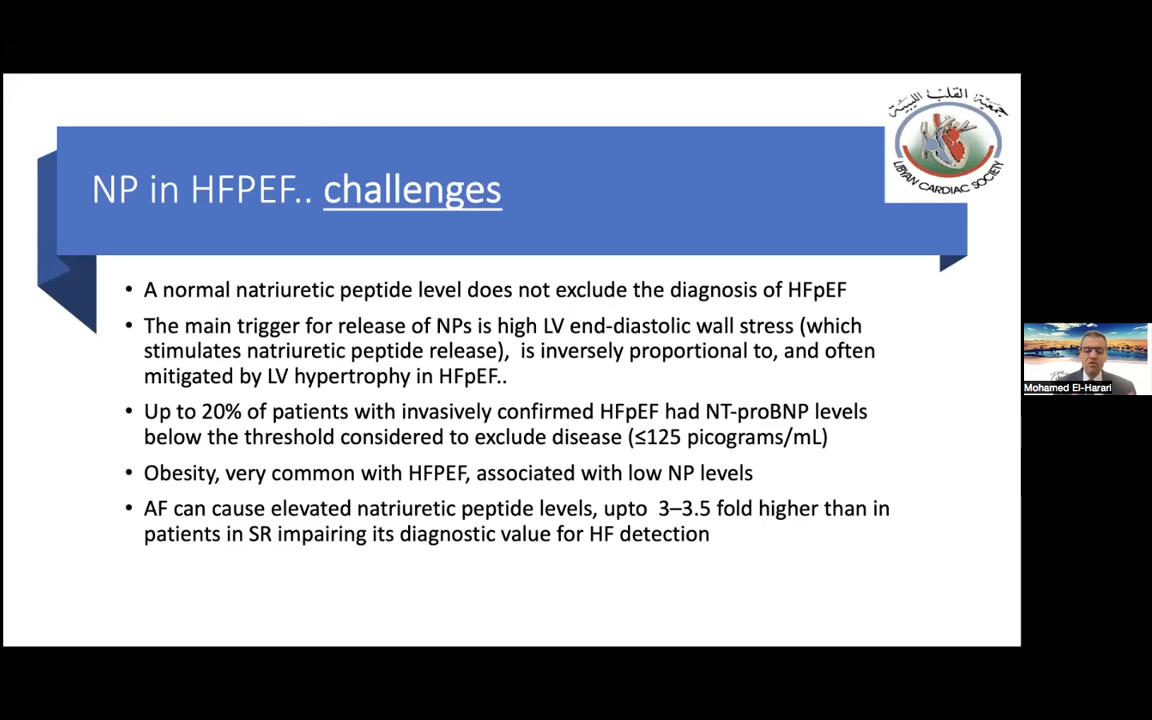 جمعية القلب الليبية
LIBYAN CARDIAC SOCIETY
NP in HFPEF.. challenges
• A normal natriuretic peptide level does not exclude the diagnosis of HFpEF
• The main trigger for release of NPs is high LV end-diastolic wall stress (which
stimulates natriuretic peptide release),  is inversely proportional to, and often
mitigated by LV hypertrophy in HFpEF..
• Up to 20% of patients with invasively confirmed HFpEF had NT-proBNP levels
below the threshold considered to exclude disease (≤125 picograms/mL)
• Obesity, very common with HFPEF, associated with low NP levels
• AF can cause elevated natriuretic peptide levels, upto  3–3.5 fold higher than in
patients in SR impairing its diagnostic value for HF detection
Mohamed El-Harari